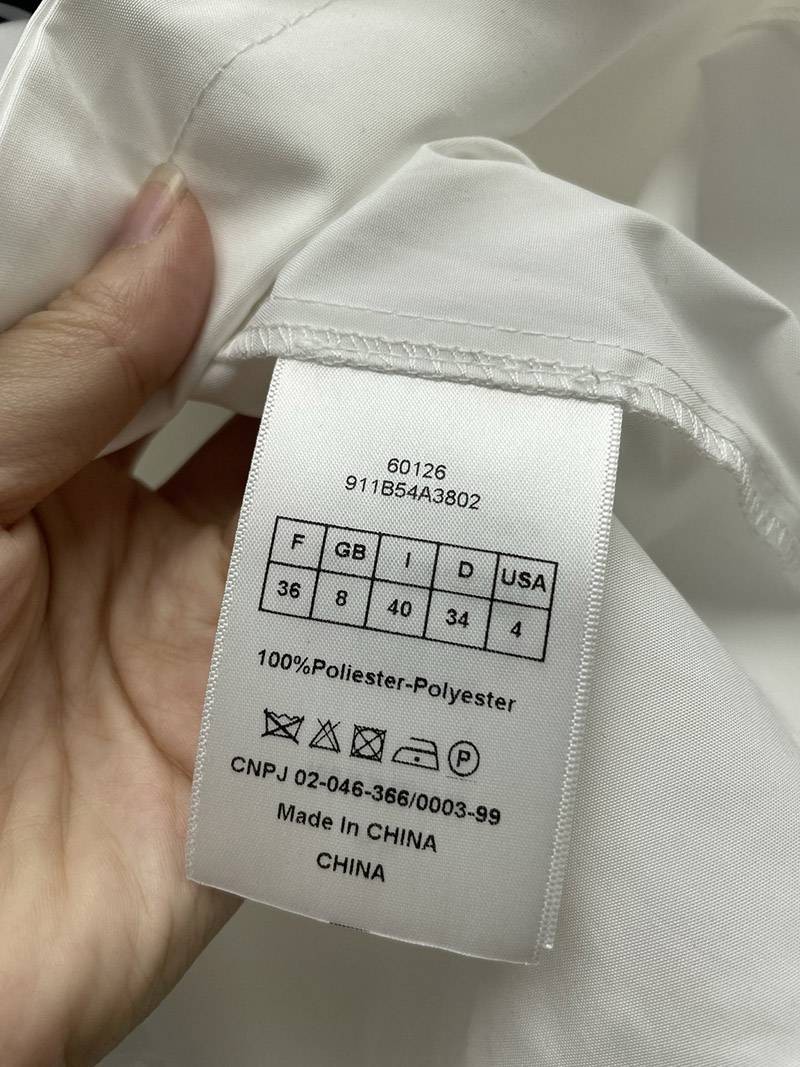 60126
911B54A3802
F GB I D USA
36 8 40 34 4
100%Poliester-Polyester
P
CNPJ 02-046-366/0003-99
Made In CHINA
CHINA